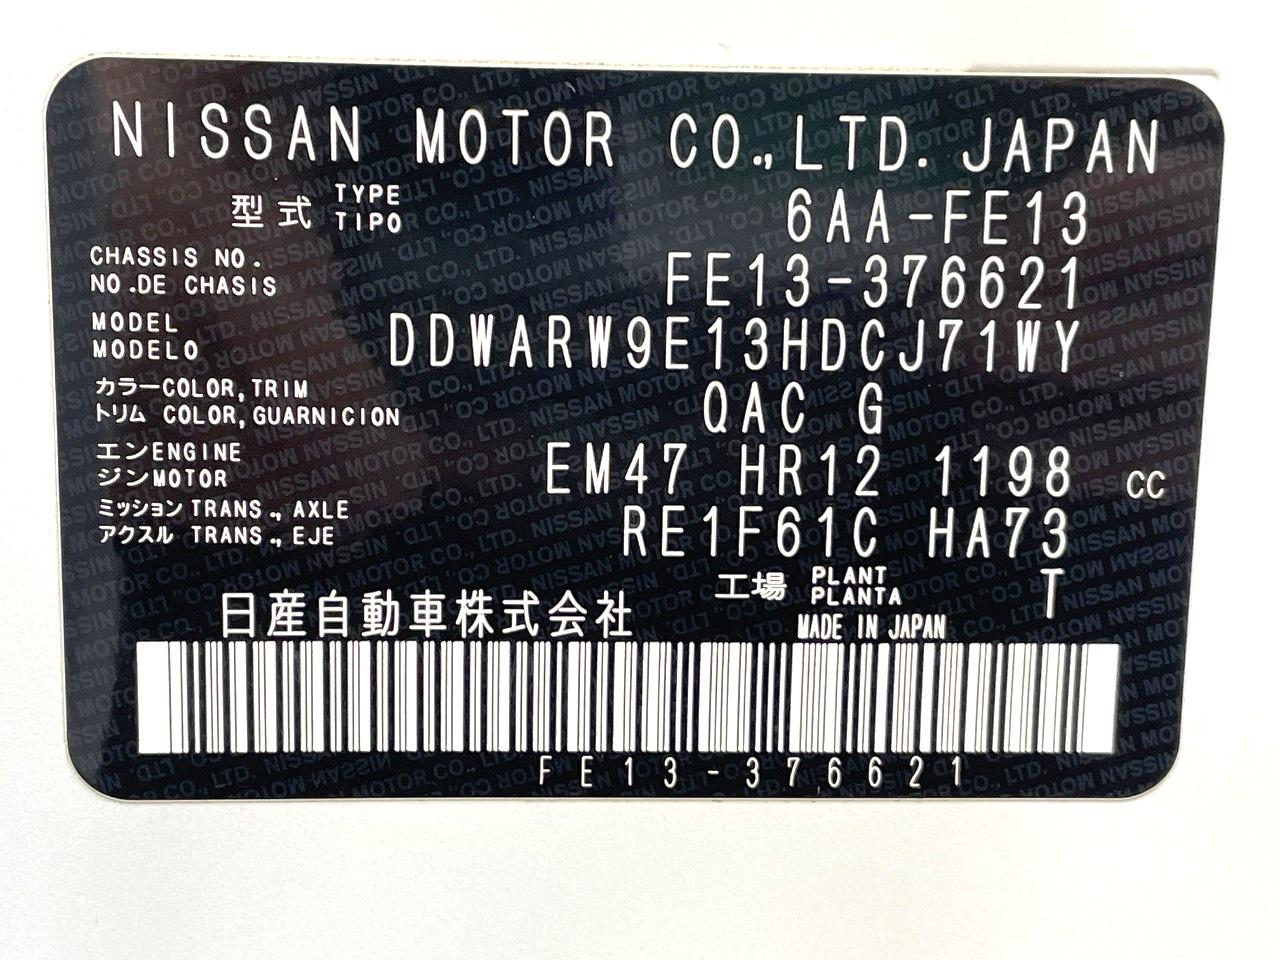 NISSAN MOTOR CO.,LTD. JAPAN
型式 TYPE TIPO 6AA-FE13
CHASSIS NO. NO.DE CHASIS FE13-376621
MODEL MODELO DDWARW9E13HDCJ71WY
カラーCOLOR,TRIM
トリム COLOR,GUARNICION QAC G
エンENGINE
ジンMOTOR EM47 HR12 1198 CC
ミッション TRANS., AXLE
アクスル TRANS., EJE RE1F61C HA73
工場 PLANT PLANTA T
日産自動車株式会社 MADE IN JAPAN
FE13-376621